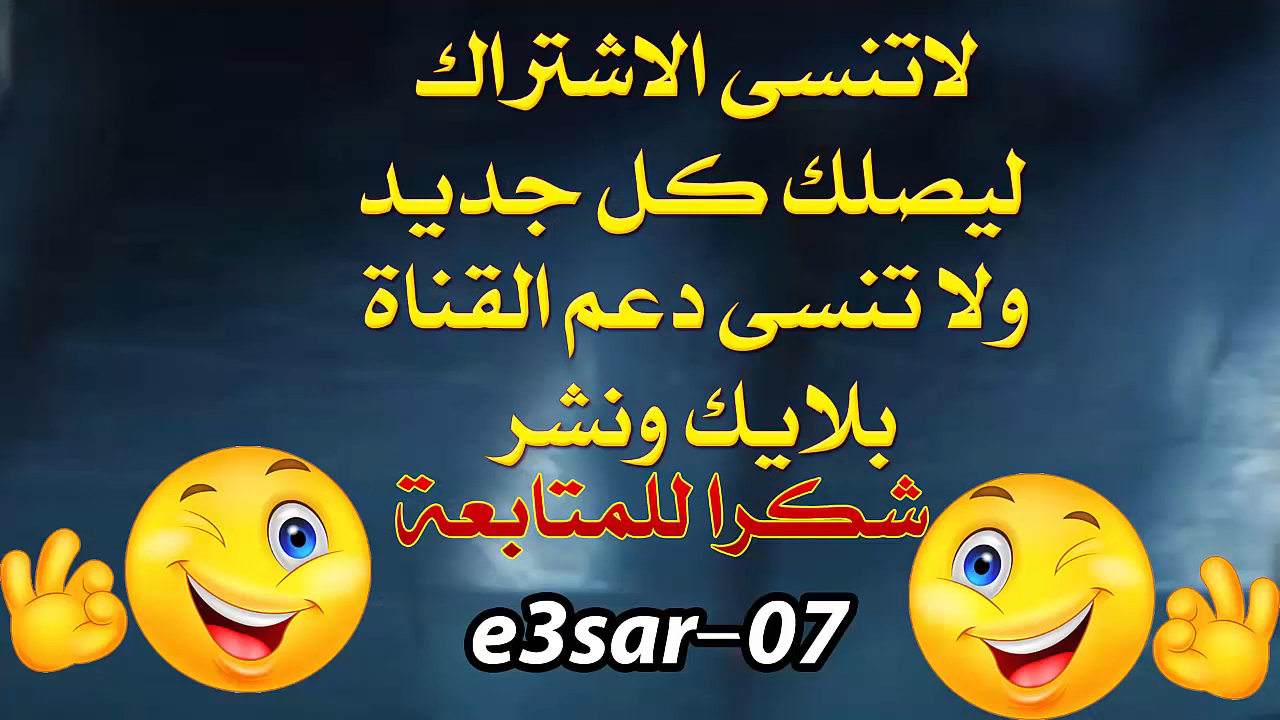 لاتنسى الاشتراك
ليصلك كل جديد
ولا تنسى دعم القناة
بلايك ونشر
شكرا للمتابعة
e3sar-07